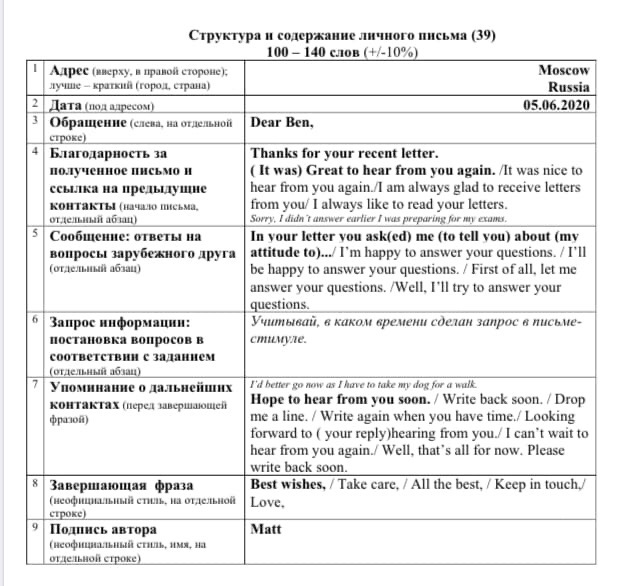 Структура и содержание личного письма (39)
100 – 140 слов (+/-10%)
1 Адрес (вверху, в правой стороне);
лучше – краткий (город, страна)
Moscow
Russia
2 Дата (под адресом)
05.06.2020
3 Обращение (слева, на отдельной
строке)
Dear Ben,
4 Благодарность за
полученное письмо и
ссылка на предыдущие
контакты (начало письма,
отдельный абзац)
Thanks for your recent letter.
( It was) Great to hear from you again. /It was nice to
hear from you again./I am always glad to receive letters
from you/ I always like to read your letters.
Sorry, I didn´t answer earlier I was preparing for my exams.
5 Сообщение: ответы на
вопросы зарубежного друга
(отдельный абзац)
In your letter you ask(ed) me (to tell you) about (my
attitude to)…/ I’m happy to answer your questions. / I’ll
be happy to answer your questions. / First of all, let me
answer your questions. /Well, I’ll try to answer your
questions.
6 Запрос информации:
постановка вопросов в
соответствии с заданием
(отдельный абзац)
Учитывай, в каком времени сделан запрос в письме-
стимуле.
7 Упоминание о дальнейших
контактах (перед завершающей
фразой)
I’d better go now as I have to take my dog for a walk.
Hope to hear from you soon. / Write back soon. / Drop
me a line. / Write again when you have time./ Looking
forward to ( your reply)hearing from you./ I can’t wait to
hear from you again./ Well, that’s all for now. Please
write back soon.
8 Завершающая фраза
(неофициальный стиль, на отдельной
строке)
Best wishes, / Take care, / All the best, / Keep in touch,/
Love,
9 Подпись автора
(неофициальный стиль, имя, на
отдельной строке)
Matt